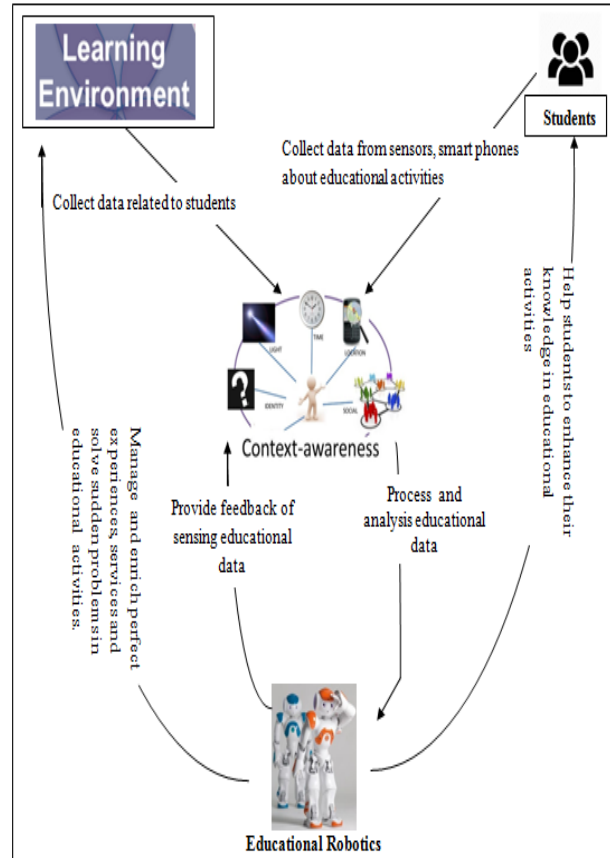 Learning
Environment
Students
Collect data from sensors, smart phones
about educational activities
Collect data related to students
Help students to enhance their
knowledge in educational
activities
TIME
LIGHT
LOCATION
?
IDENTITY
SOCIAL
Context-awareness
Manage and enrich perfect
experiences, services and
solve sudden problems in
educational activities.
Provide feedback of
sensing educational
data
Process and
analysis educational
data
Educational Robotics